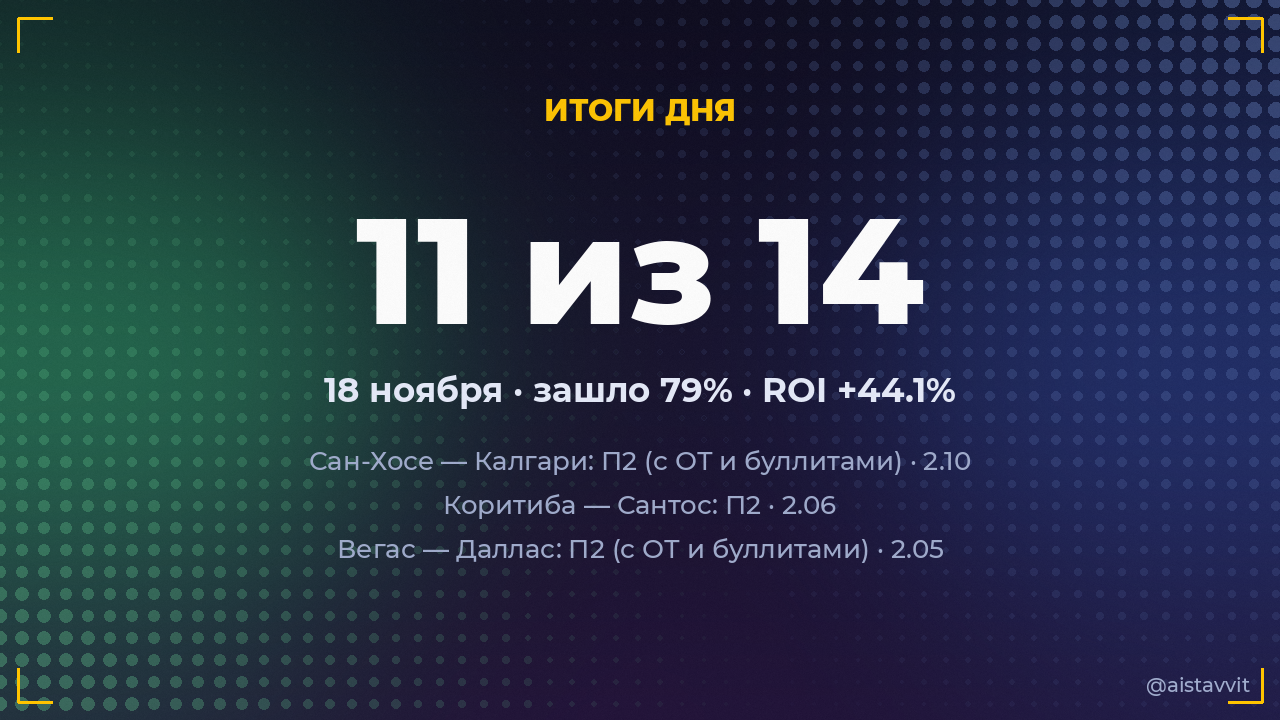 ИТОГИ ДНЯ
11 из 14
18 ноября · зашло 79% · ROI +44.1%
Сан-Хосе — Калгари: П2 (с ОТ и буллитами) · 2.10
Коритиба — Сантос: П2 · 2.06
Вегас — Даллас: П2 (с ОТ и буллитами) · 2.05
@aistavvit